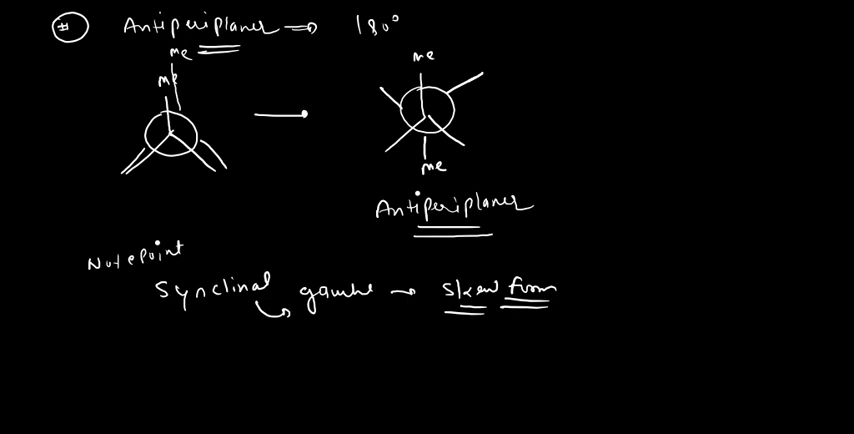 # Antiperiplaner → 180°
me
me
me
me
Antiperiplaner
Notepoint
Synclinal ↳ gauche → Skew form